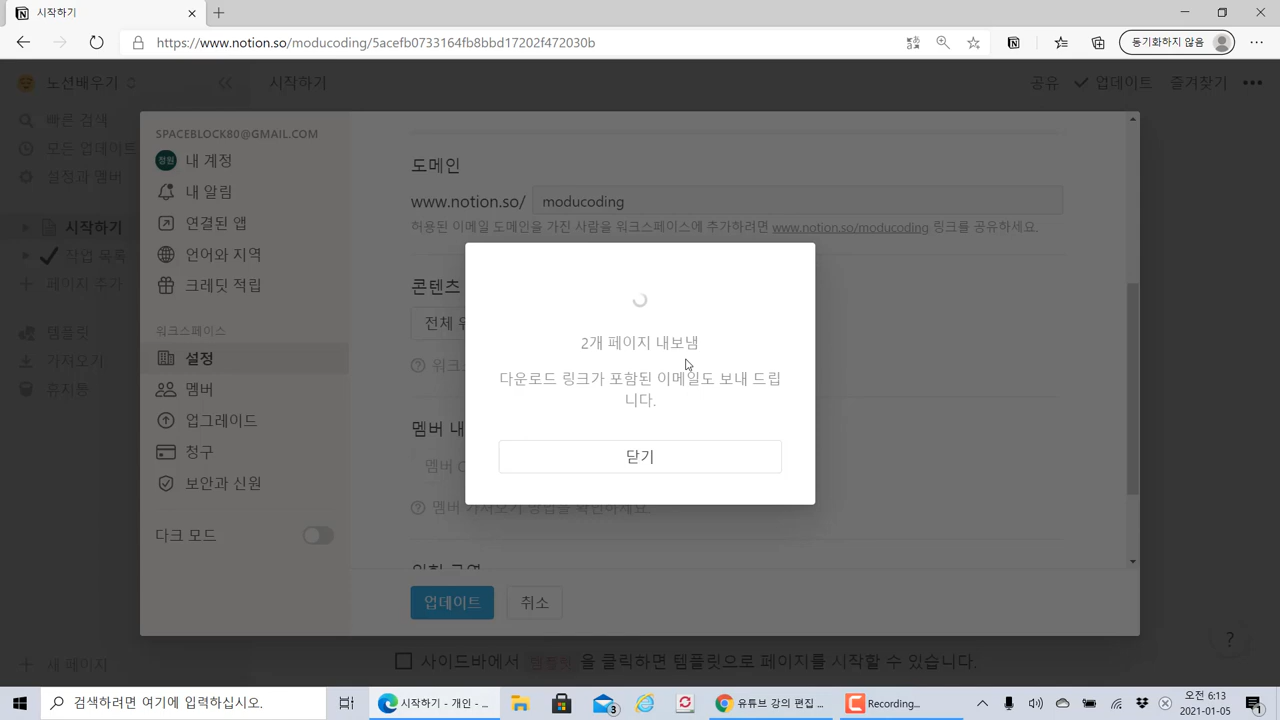 시작하기
https://www.notion.so/moducoding/5acefb0733164fb8bbd17202f472030b
동기화하지 않음
노션배우기
시작하기
공유
업데이트
즐겨찾기
빠른 검색
모든 업데이트
설정과 멤버
시작하기
작업 목록
페이지 추가
템플릿
가져오기
휴지통
새 페이지
SPACEBLOCK80@GMAIL.COM
정원
내 계정
내 알림
연결된 앱
언어와 지역
크레딧 적립
워크스페이스
설정
멤버
업그레이드
청구
보안과 신원
다크 모드
도메인
www.notion.so/ moducoding
허용된 이메일 도메인을 가진 사람을 워크스페이스에 추가하려면 www.notion.so/moducoding 링크를 공유하세요.
콘텐츠
전체 워
워크
멤버 내
멤버 C
멤버 가져오기 방법을 확인하세요.
2개 페이지 내보냄
다운로드 링크가 포함된 이메일도 보내 드립
니다.
닫기
업데이트
취소
사이드바에서 템플릿 을 클릭하면 템플릿으로 페이지를 시작할 수 있습니다.
?
검색하려면 여기에 입력하십시오.
시작하기 - 개인 - ...
3
유튜브 강의 편집 ...
Recording...
오전 6:13
2021-01-05
1